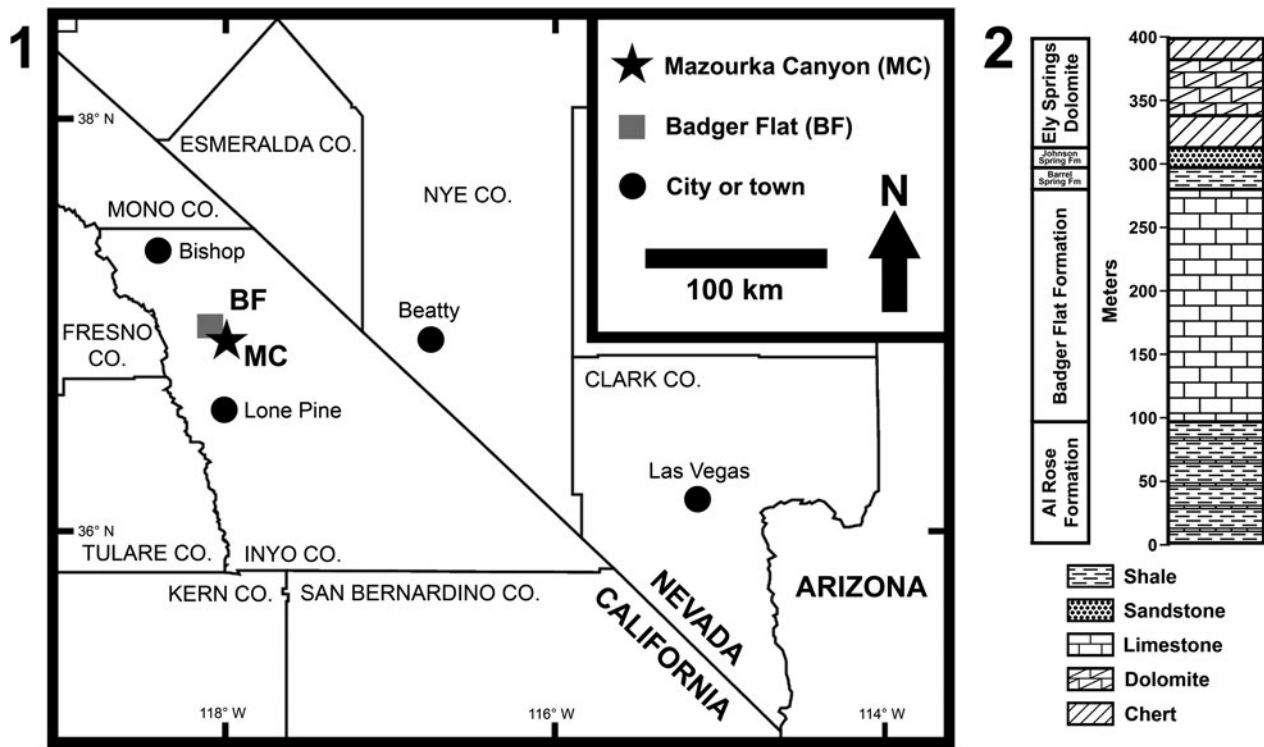 1
Mazourka Canyon (MC)
Badger Flat (BF)
City or town
100 km
N
38° N
ESMERALDA CO.
NYE CO.
MONO CO.
Bishop
BF
FRESNO
CO.
MC
Beatty
Lone Pine
CLARK CO.
Las Vegas
36° N
TULARE CO.
INYO CO.
KERN CO.
SAN BERNARDINO CO.
NEVADA
CALIFORNIA
ARIZONA
118° W
116° W
114° W
2
Ely Springs
Dolomite
Johnson
Spring Fm
Barrel
Spring Fm
Badger Flat Formation
Al Rose
Formation
Meters
400
350
300
250
200
150
100
50
0
Shale
Sandstone
Limestone
Dolomite
Chert